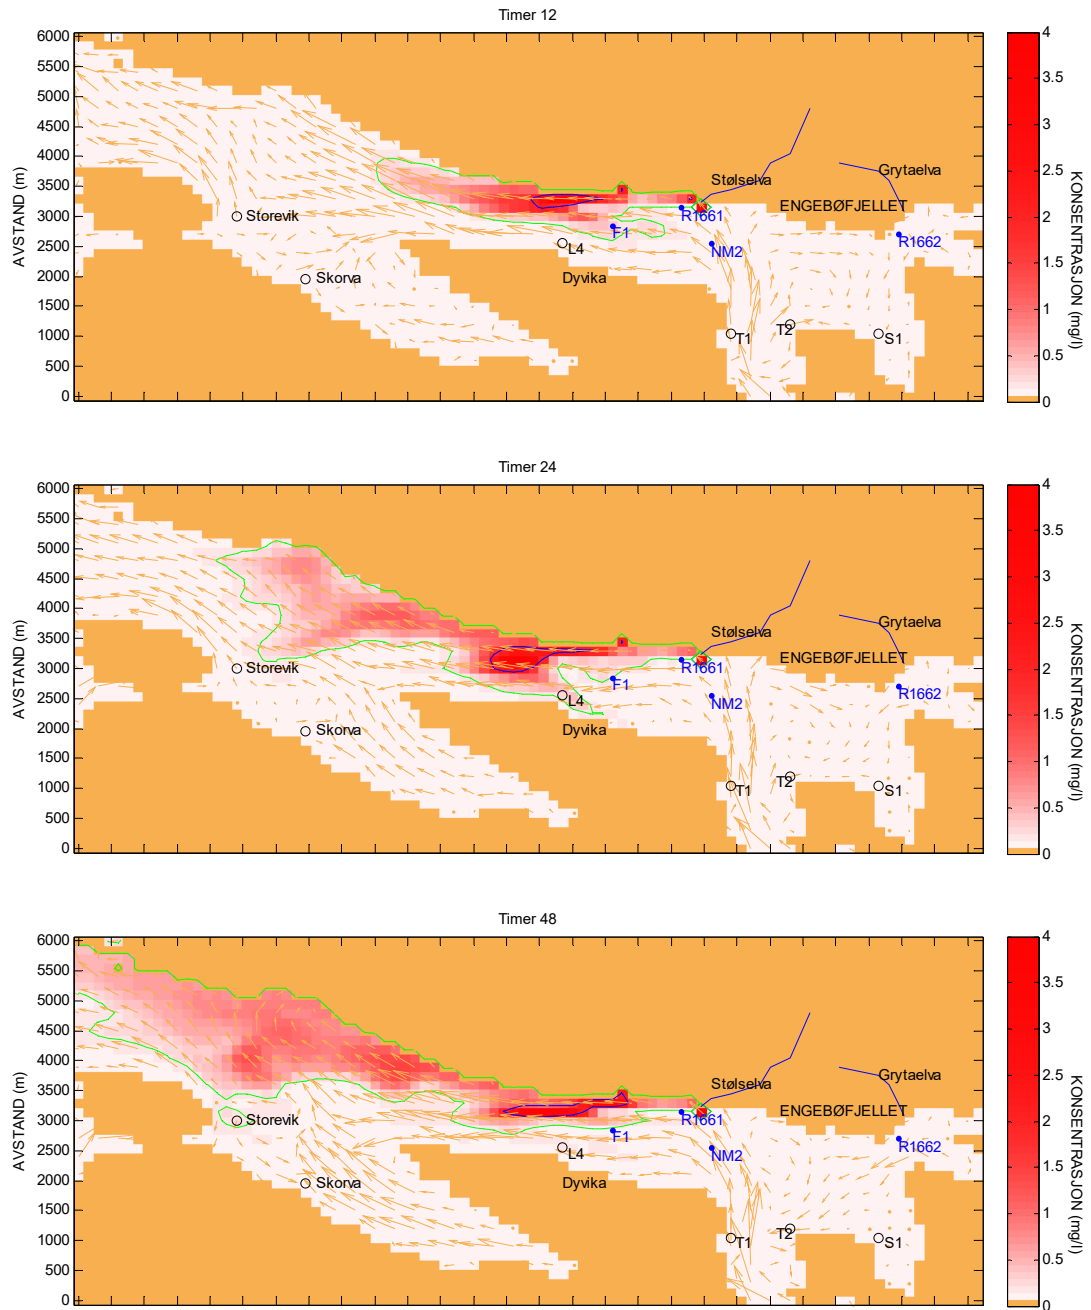 Timer 12
6000
5500
5000
4500
4000
3500
3000
2500
2000
1500
1000
500
0
AVSTAND (m)
Storevik
Skorva
L4
Dyvika
F1
R1661
NM2
Stølselva
Grytaelva
ENGEBØFJELLET
R1662
T1
T2
S1
4
3.5
3
2.5
2
1.5
1
0.5
0
KONSENTRASJON (mg/l)
Timer 24
6000
5500
5000
4500
4000
3500
3000
2500
2000
1500
1000
500
0
AVSTAND (m)
Storevik
Skorva
L4
Dyvika
F1
R1661
NM2
Stølselva
Grytaelva
ENGEBØFJELLET
R1662
T1
T2
S1
4
3.5
3
2.5
2
1.5
1
0.5
0
KONSENTRASJON (mg/l)
Timer 48
6000
5500
5000
4500
4000
3500
3000
2500
2000
1500
1000
500
0
AVSTAND (m)
Storevik
Skorva
L4
Dyvika
F1
R1661
NM2
Stølselva
Grytaelva
ENGEBØFJELLET
R1662
T1
T2
S1
4
3.5
3
2.5
2
1.5
1
0.5
0
KONSENTRASJON (mg/l)